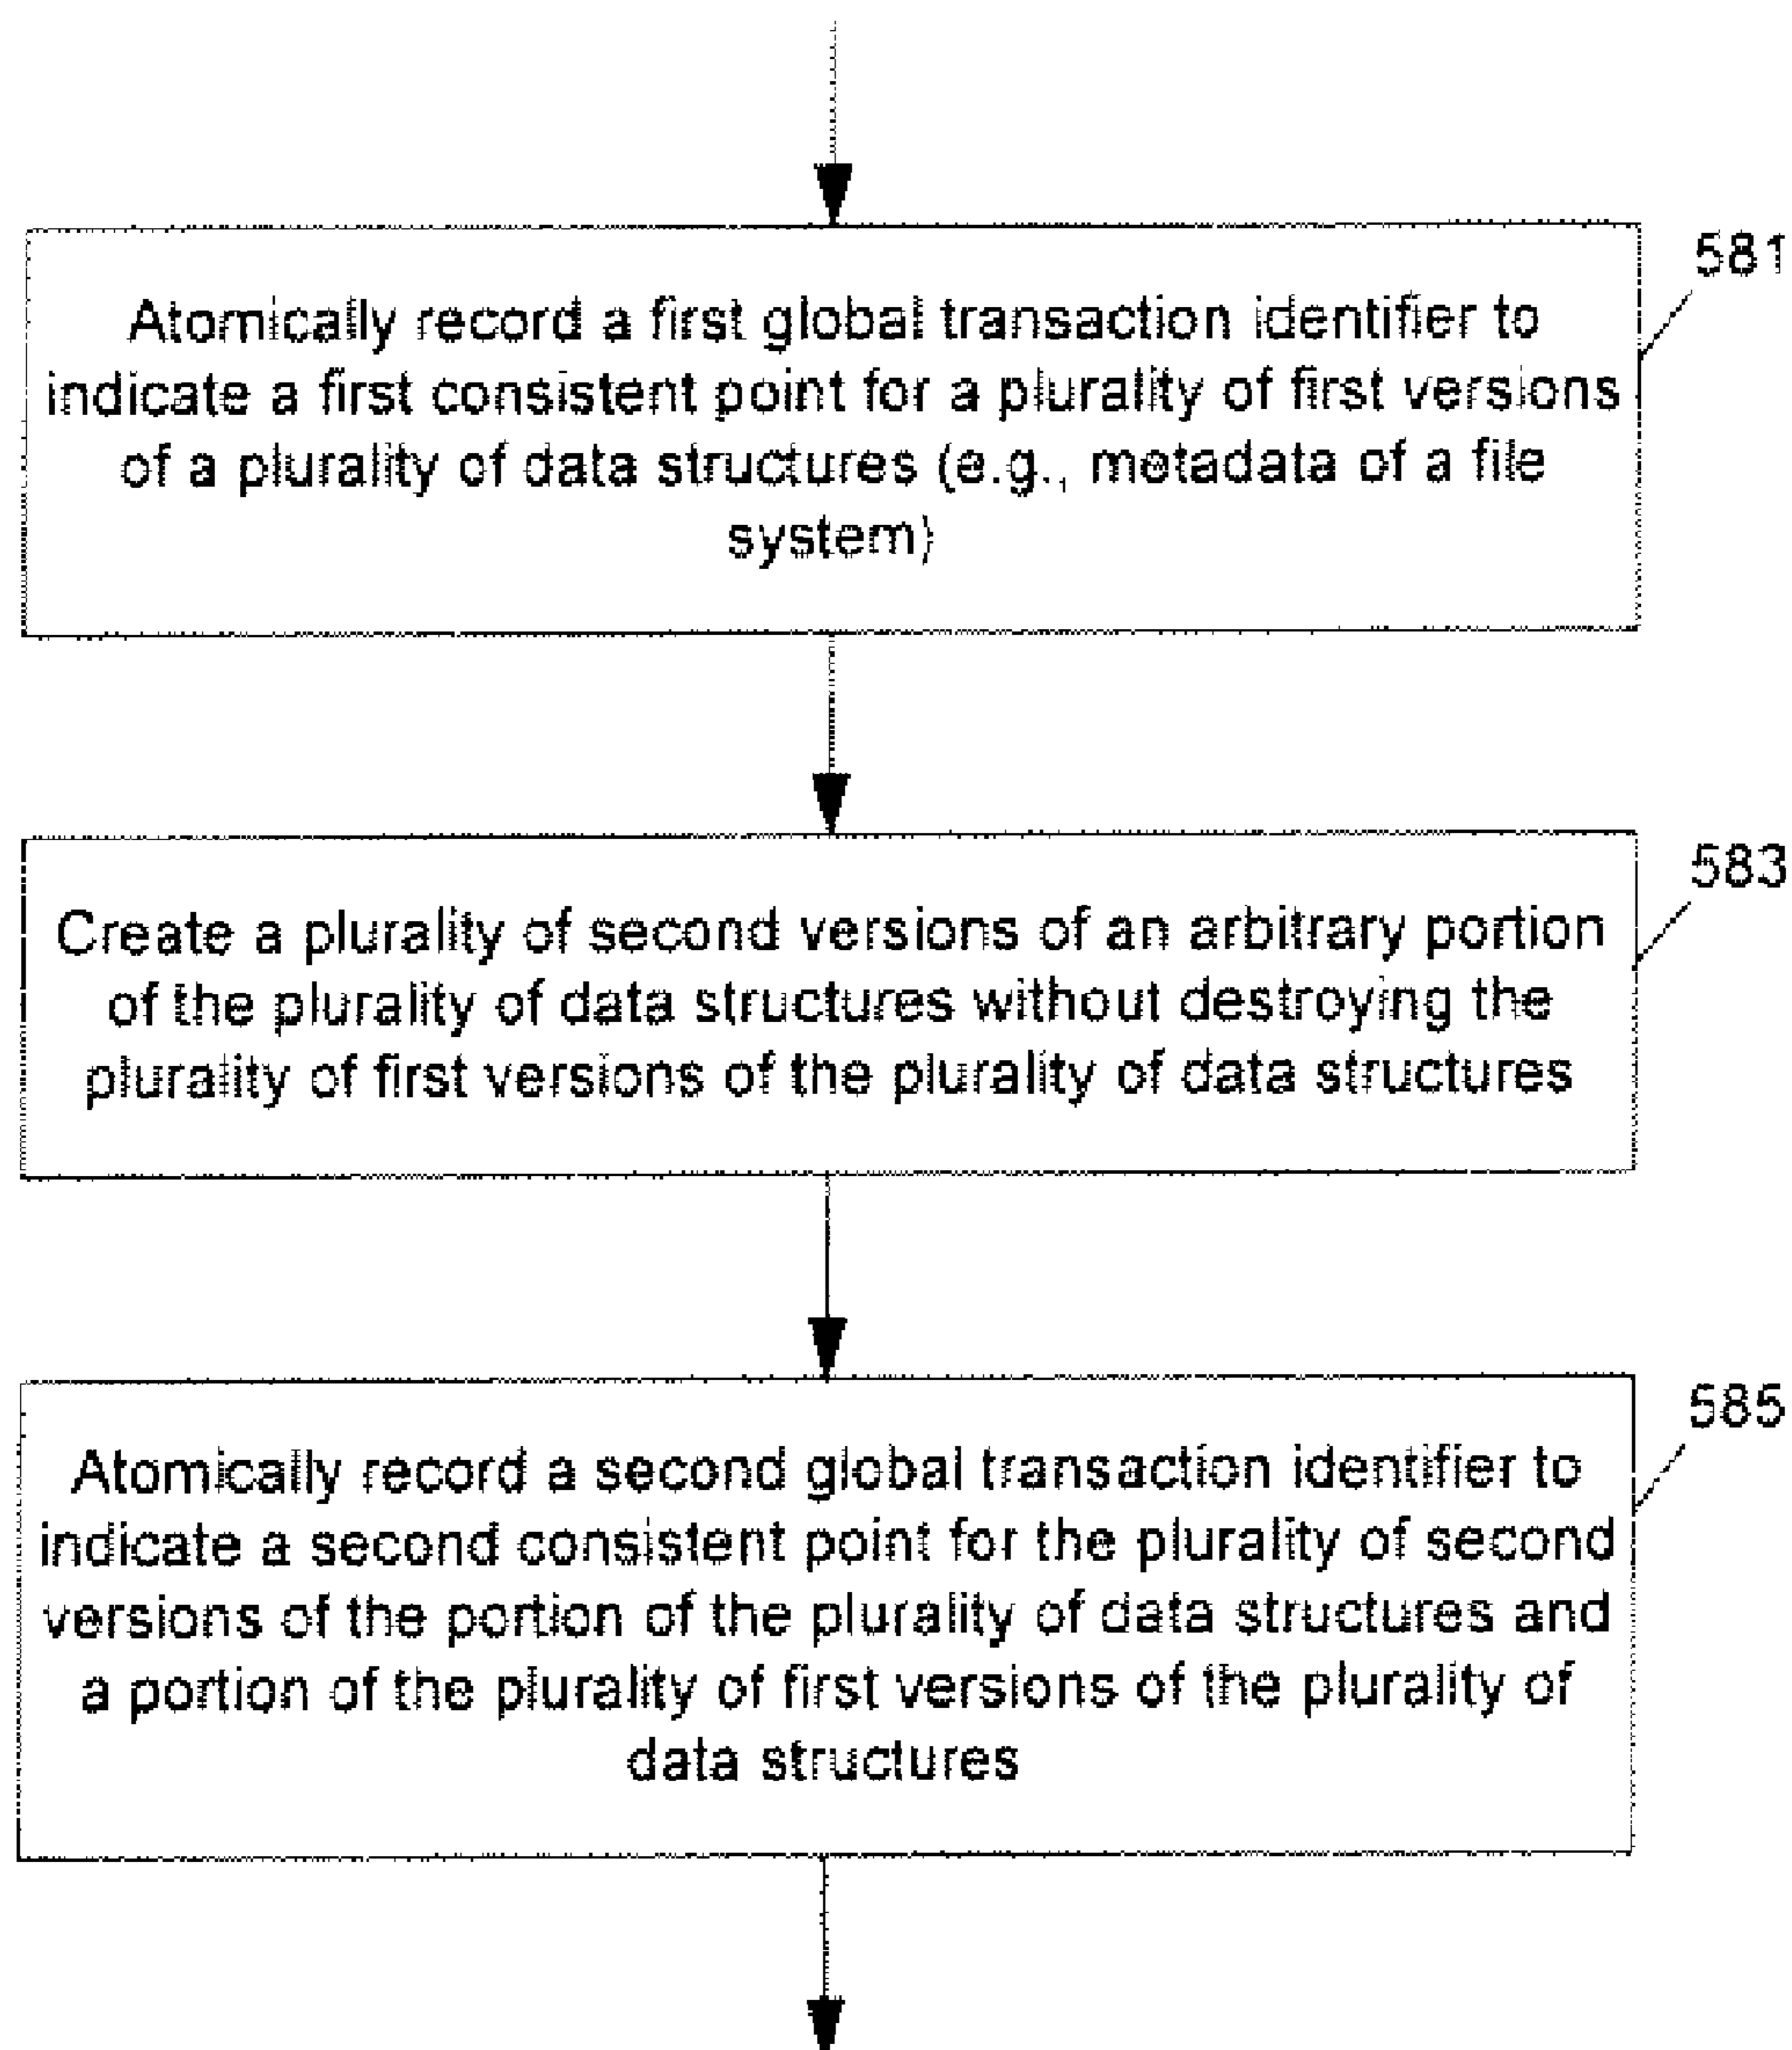 581
Atomically record a first global transaction identifier to
indicate a first consistent point for a plurality of first versions
of a plurality of data structures (e.g., metadata of a file
system)
583
Create a plurality of second versions of an arbitrary portion
of the plurality of data structures without destroying the
plurality of first versions of the plurality of data structures
585
Atomically record a second global transaction identifier to
indicate a second consistent point for the plurality of second
versions of the portion of the plurality of data structures and
a portion of the plurality of first versions of the plurality of
data structures